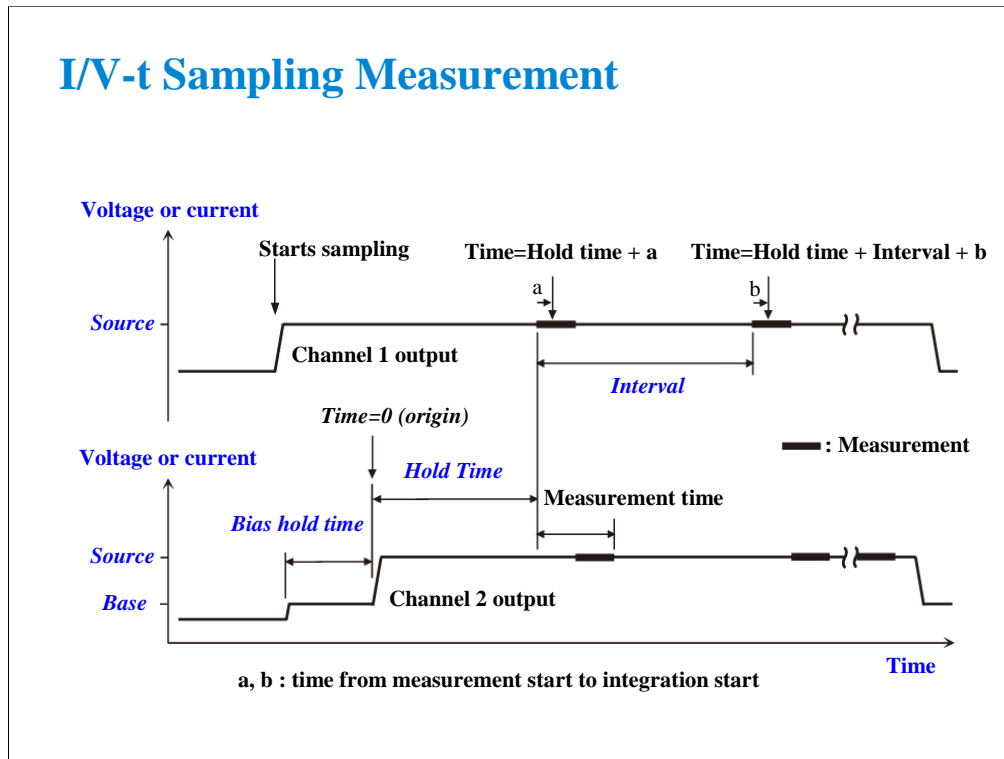 I/V-t Sampling Measurement
Voltage or current
Starts sampling
Time=Hold time + a
Time=Hold time + Interval + b
a
b
Source
Channel 1 output
Interval
Time=0 (origin)
: Measurement
Voltage or current
Hold Time
Measurement time
Bias hold time
Source
Base
Channel 2 output
Time
a, b : time from measurement start to integration start